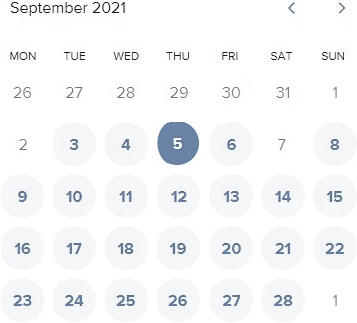 September 2021
MON TUE WED THU FRI SAT SUN
26 27 28 29 30 31 1
2 3 4 5 6 7 8
9 10 11 12 13 14 15
16 17 18 19 20 21 22
23 24 25 26 27 28 1